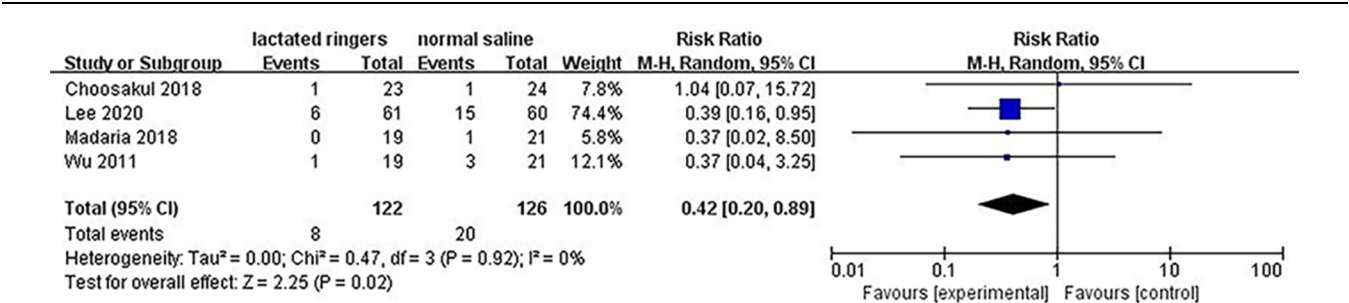 lactated ringers normal saline Risk Ratio Risk Ratio
Study or Subgroup Events Total Events Total Weight M-H, Random, 95% CI M-H, Random, 95% CI
Choosakul 2018 1 23 1 24 7.8% 1.04 [0.07, 15.72]
Lee 2020 6 61 15 60 74.4% 0.39 [0.16, 0.95]
Madaria 2018 0 19 1 21 5.8% 0.37 [0.02, 8.50]
Wu 2011 1 19 3 21 12.1% 0.37 [0.04, 3.25]
Total (95% CI) 122 126 100.0% 0.42 [0.20, 0.89]
Total events 8 20
Heterogeneity: Tau² = 0.00; Chi² = 0.47, df = 3 (P = 0.92); I² = 0%
Test for overall effect: Z = 2.25 (P = 0.02)
0.01 0.1 1 10 100
Favours [experimental] Favours [control]